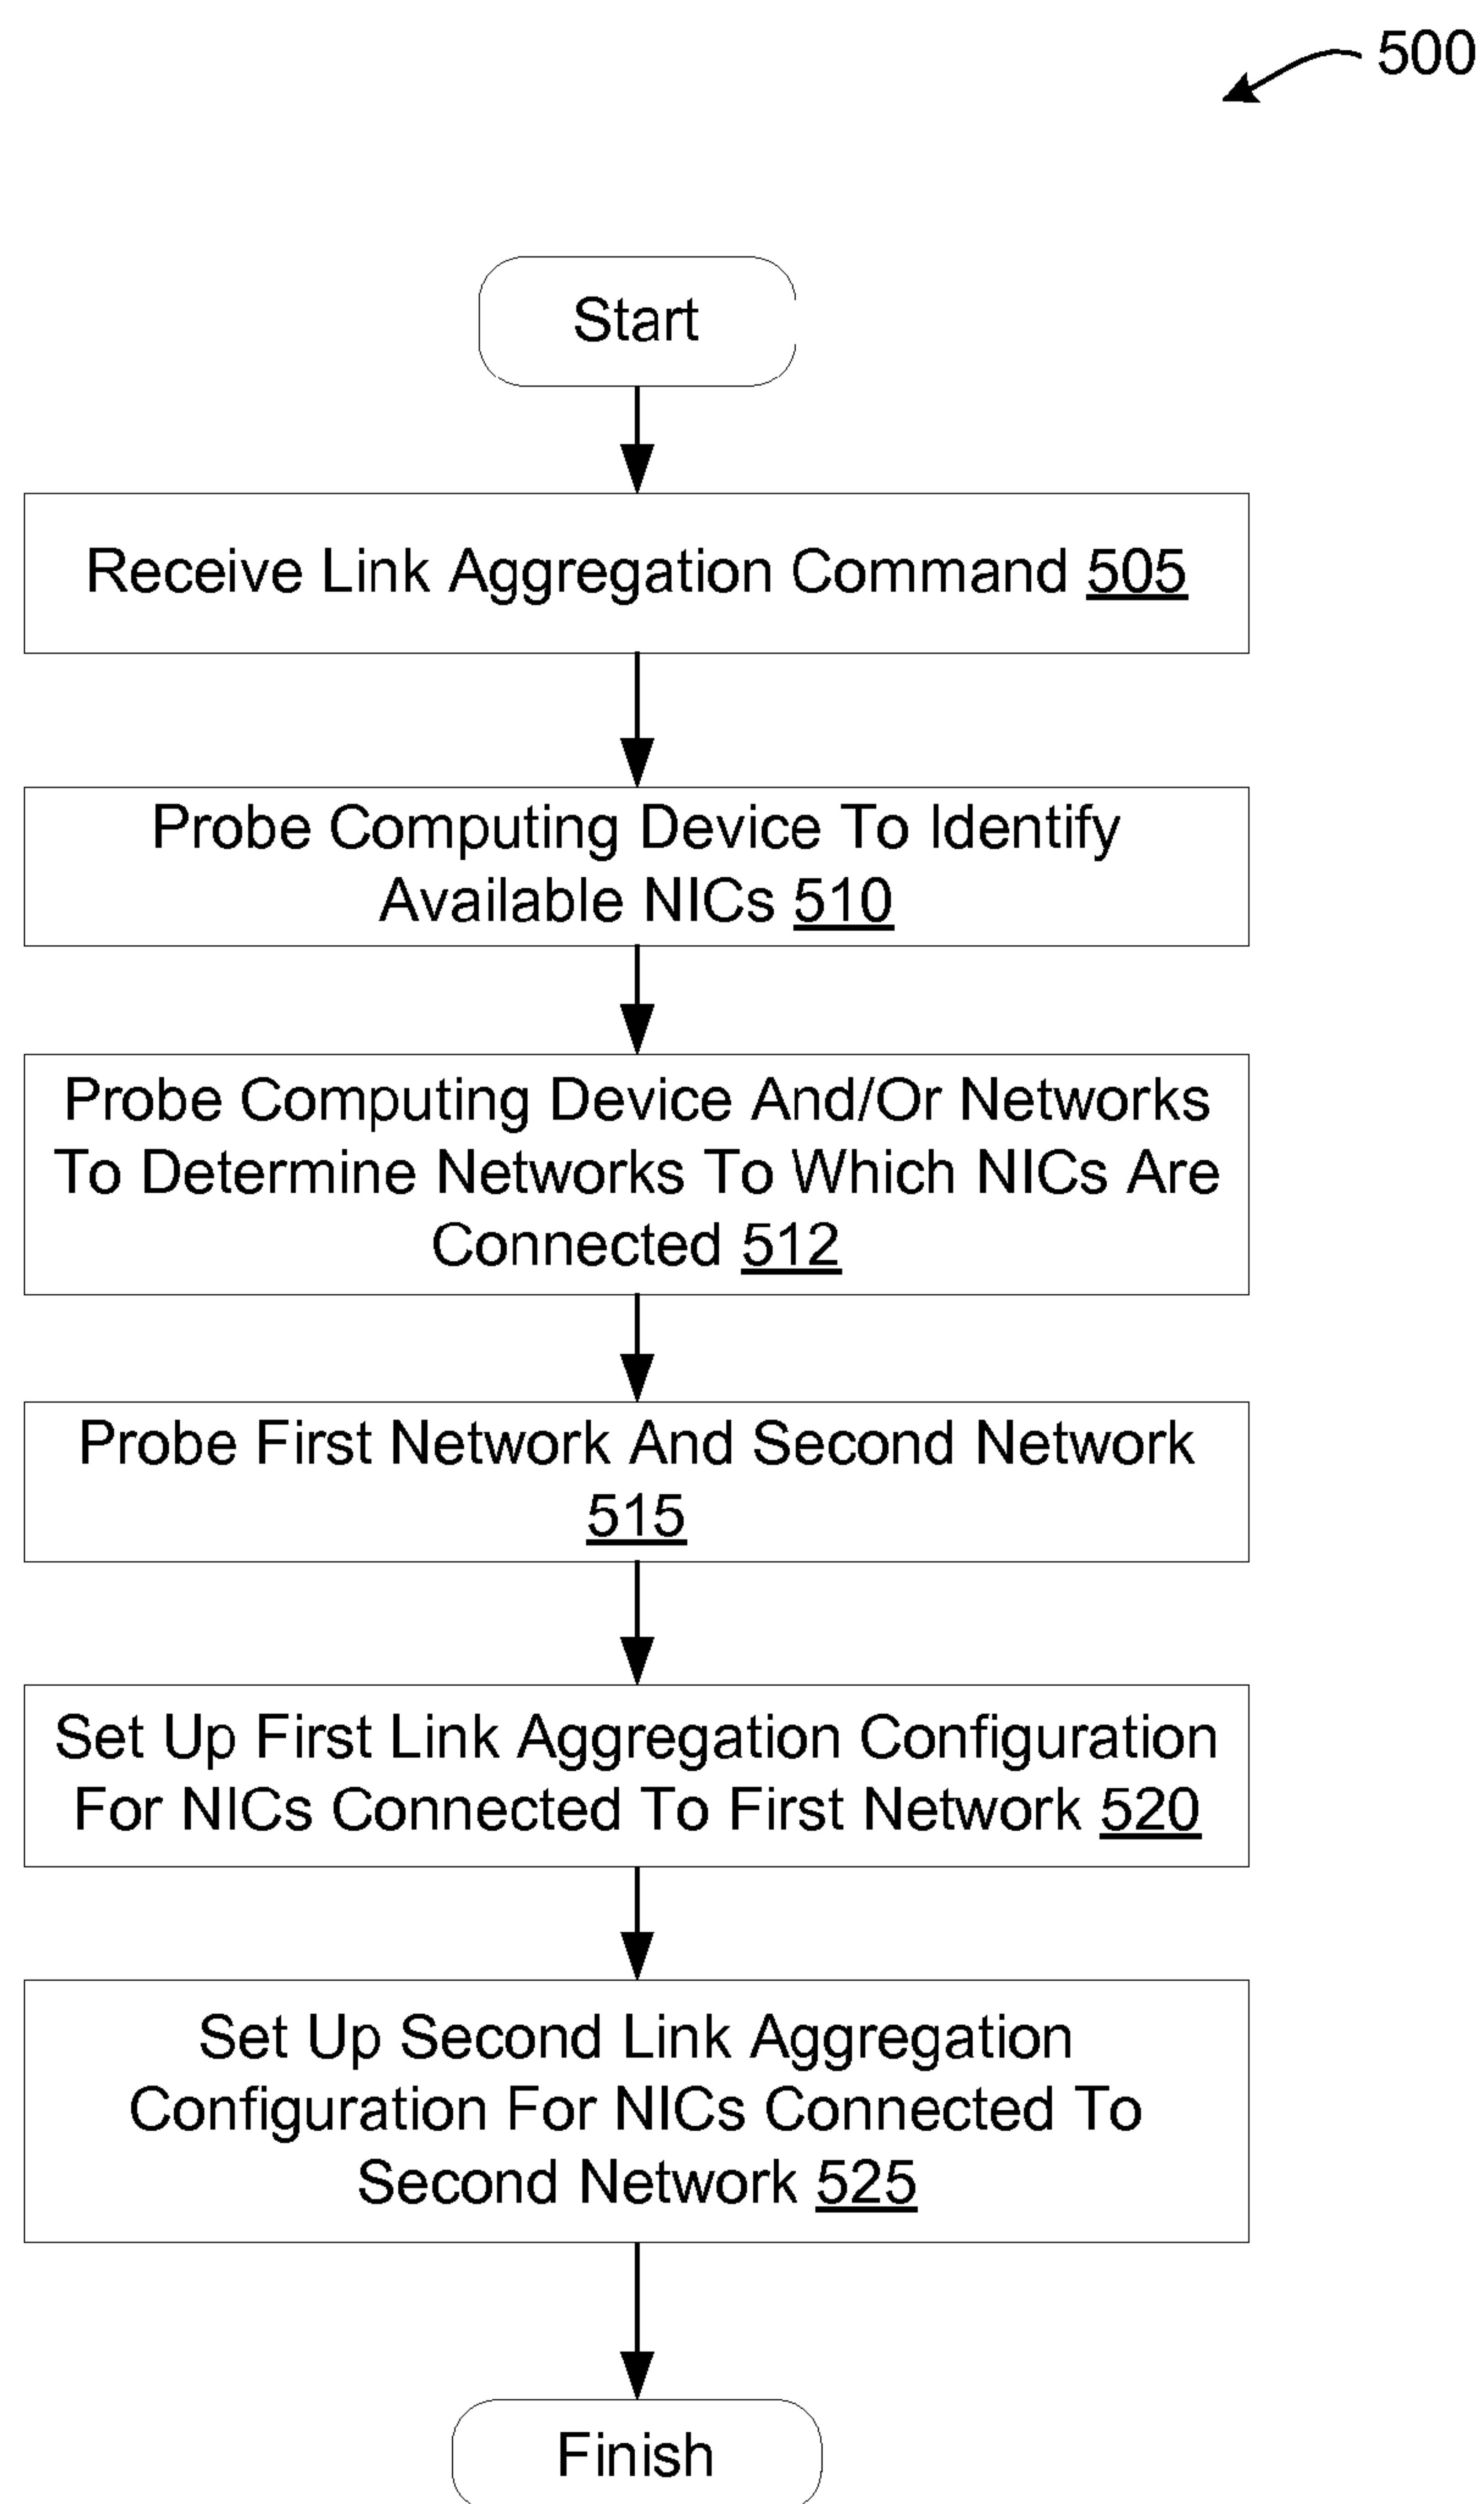 500
Start
Receive Link Aggregation Command 505
Probe Computing Device To Identify
Available NICs 510
Probe Computing Device And/Or Networks
To Determine Networks To Which NICs Are
Connected 512
Probe First Network And Second Network
515
Set Up First Link Aggregation Configuration
For NICs Connected To First Network 520
Set Up Second Link Aggregation
Configuration For NICs Connected To
Second Network 525
Finish